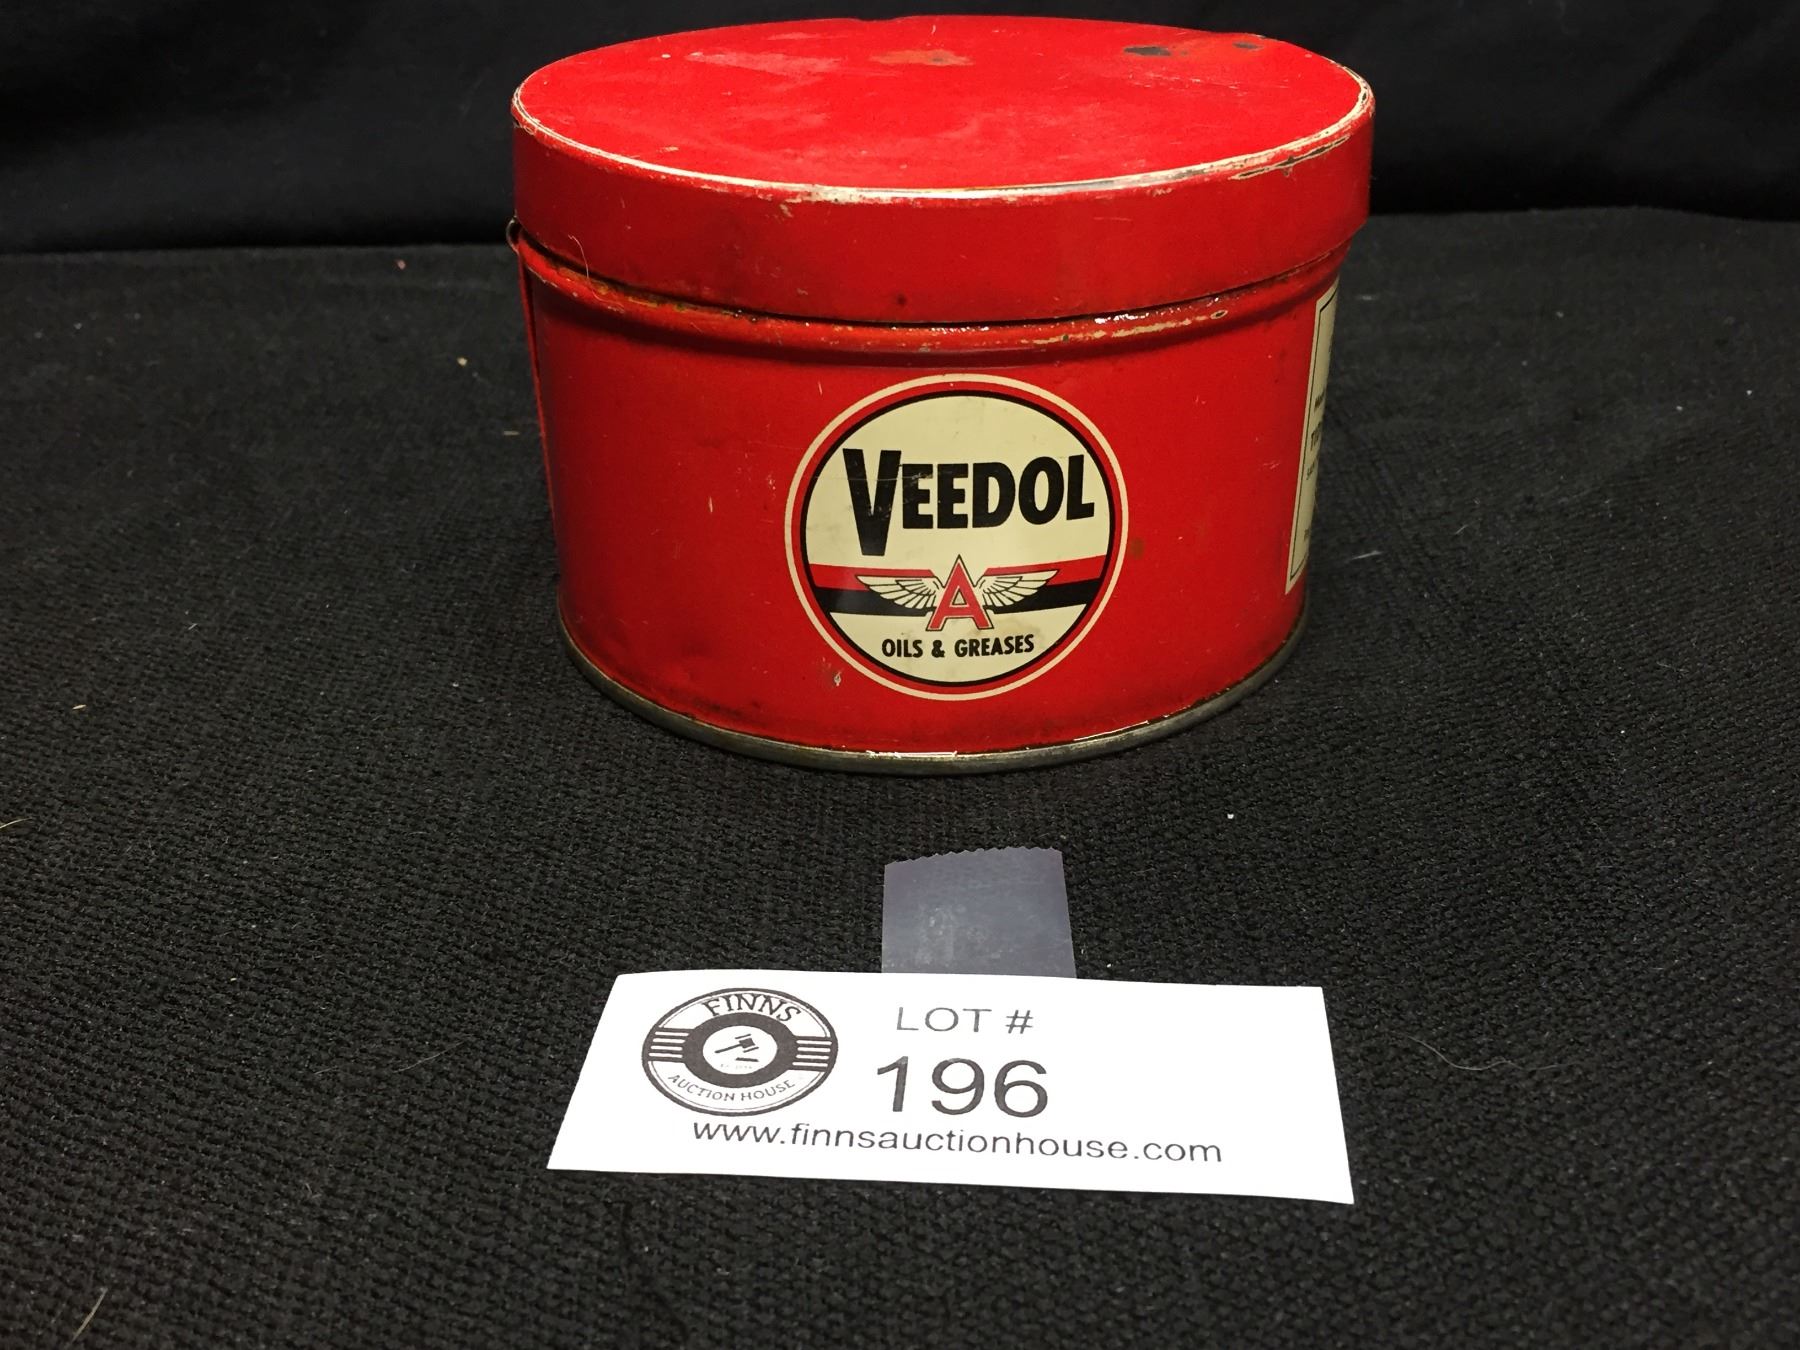 VEEDOL
A
OILS & GREASES
FINNS
AUCTION HOUSE
LOT #
196
www.finnsauctionhouse.com